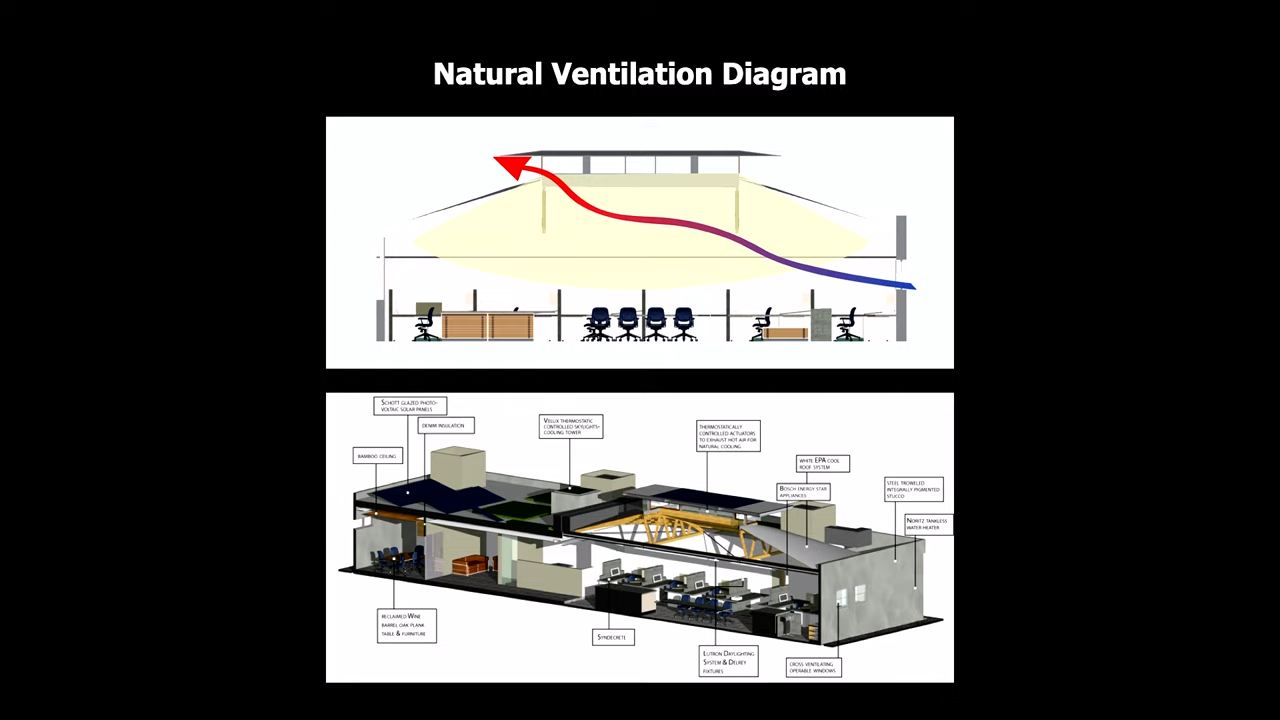 Natural Ventilation Diagram
SCHOTT GLAZED PHOTO-
VOLTAIC SOLAR PANELS
DENIM INSULATION
BAMBOO CEILING
VELUX THERMOSTATIC
CONTROLLED SKYLIGHTS-
COOLING TOWER
THERMOSTATICALLY
CONTROLLED ACTUATORS
TO EXHAUST HOT AIR FOR
NATURAL COOLING
WHITE EPA COOL
ROOF SYSTEM
BOSCH ENERGY STAR
APPLIANCES
STEEL TROWELED
INTEGRALLY PIGMENTED
STUCCO
NORITZ TANKLESS
WATER HEATER
RECLAIMED WINE
BARREL OAK PLANK
TABLE & FURNITURE
SYNDECRETE
LUTRON DAYLIGHTING
SYSTEM & DELREY
FIXTURES
CROSS VENTILATING
OPERABLE WINDOWS